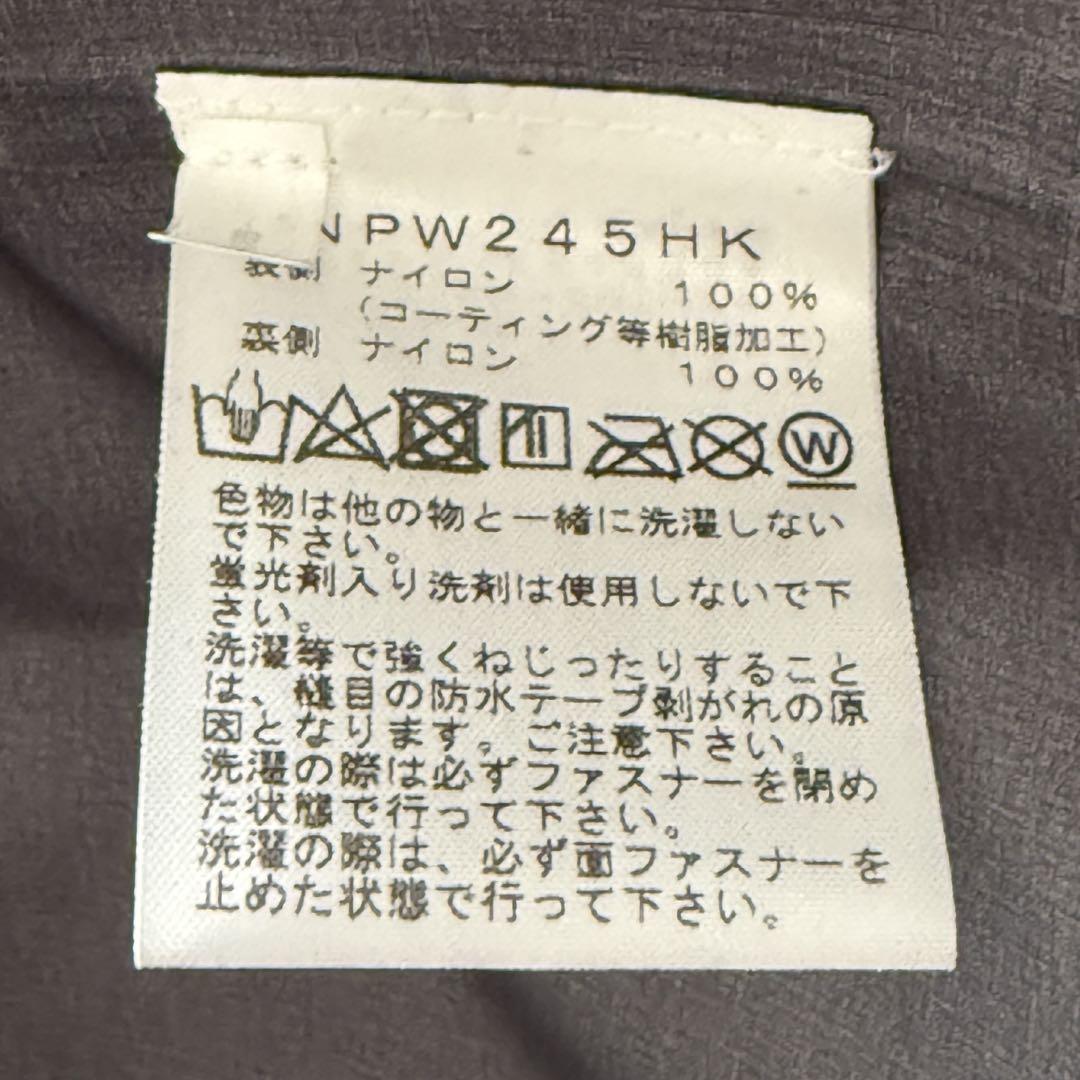 NPW245HK
表側 ナイロン 100%
(コーティング等樹脂加工)
裏側 ナイロン 100%
W
色物は他の物と一緒に洗濯しない
で下さい。
蛍光剤入り洗剤は使用しないで下
さい。
洗濯等で強くねじったりすること
は、縫目の防水テープ剥がれの原
因となります。ご注意下さい。
洗濯の際は必ずファスナーを閉め
た状態で行って下さい。
洗濯の際は、必ず面ファスナーを
止めた状態で行って下さい。